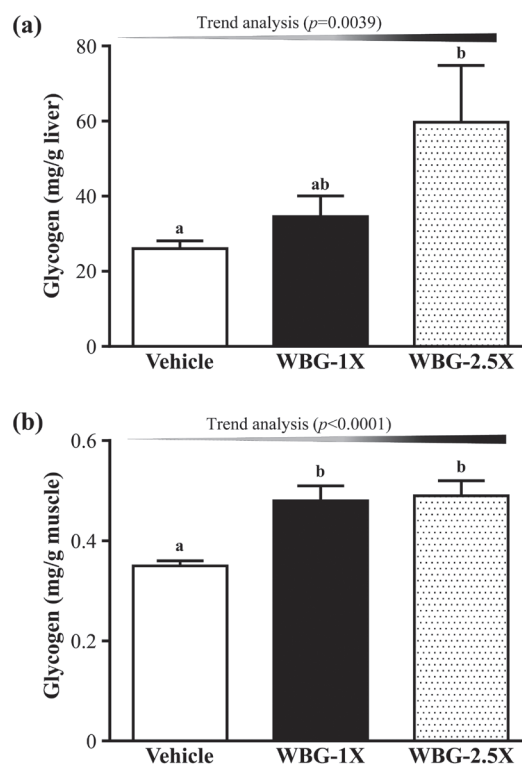 (a)
Trend analysis (p=0.0039)
Glycogen (mg/g liver)
80
60
40
20
0
a
ab
b
Vehicle WBG-1X WBG-2.5X
(b)
Trend analysis (p<0.0001)
Glycogen (mg/g muscle)
0.6
0.4
0.2
0
a
b
b
Vehicle WBG-1X WBG-2.5X